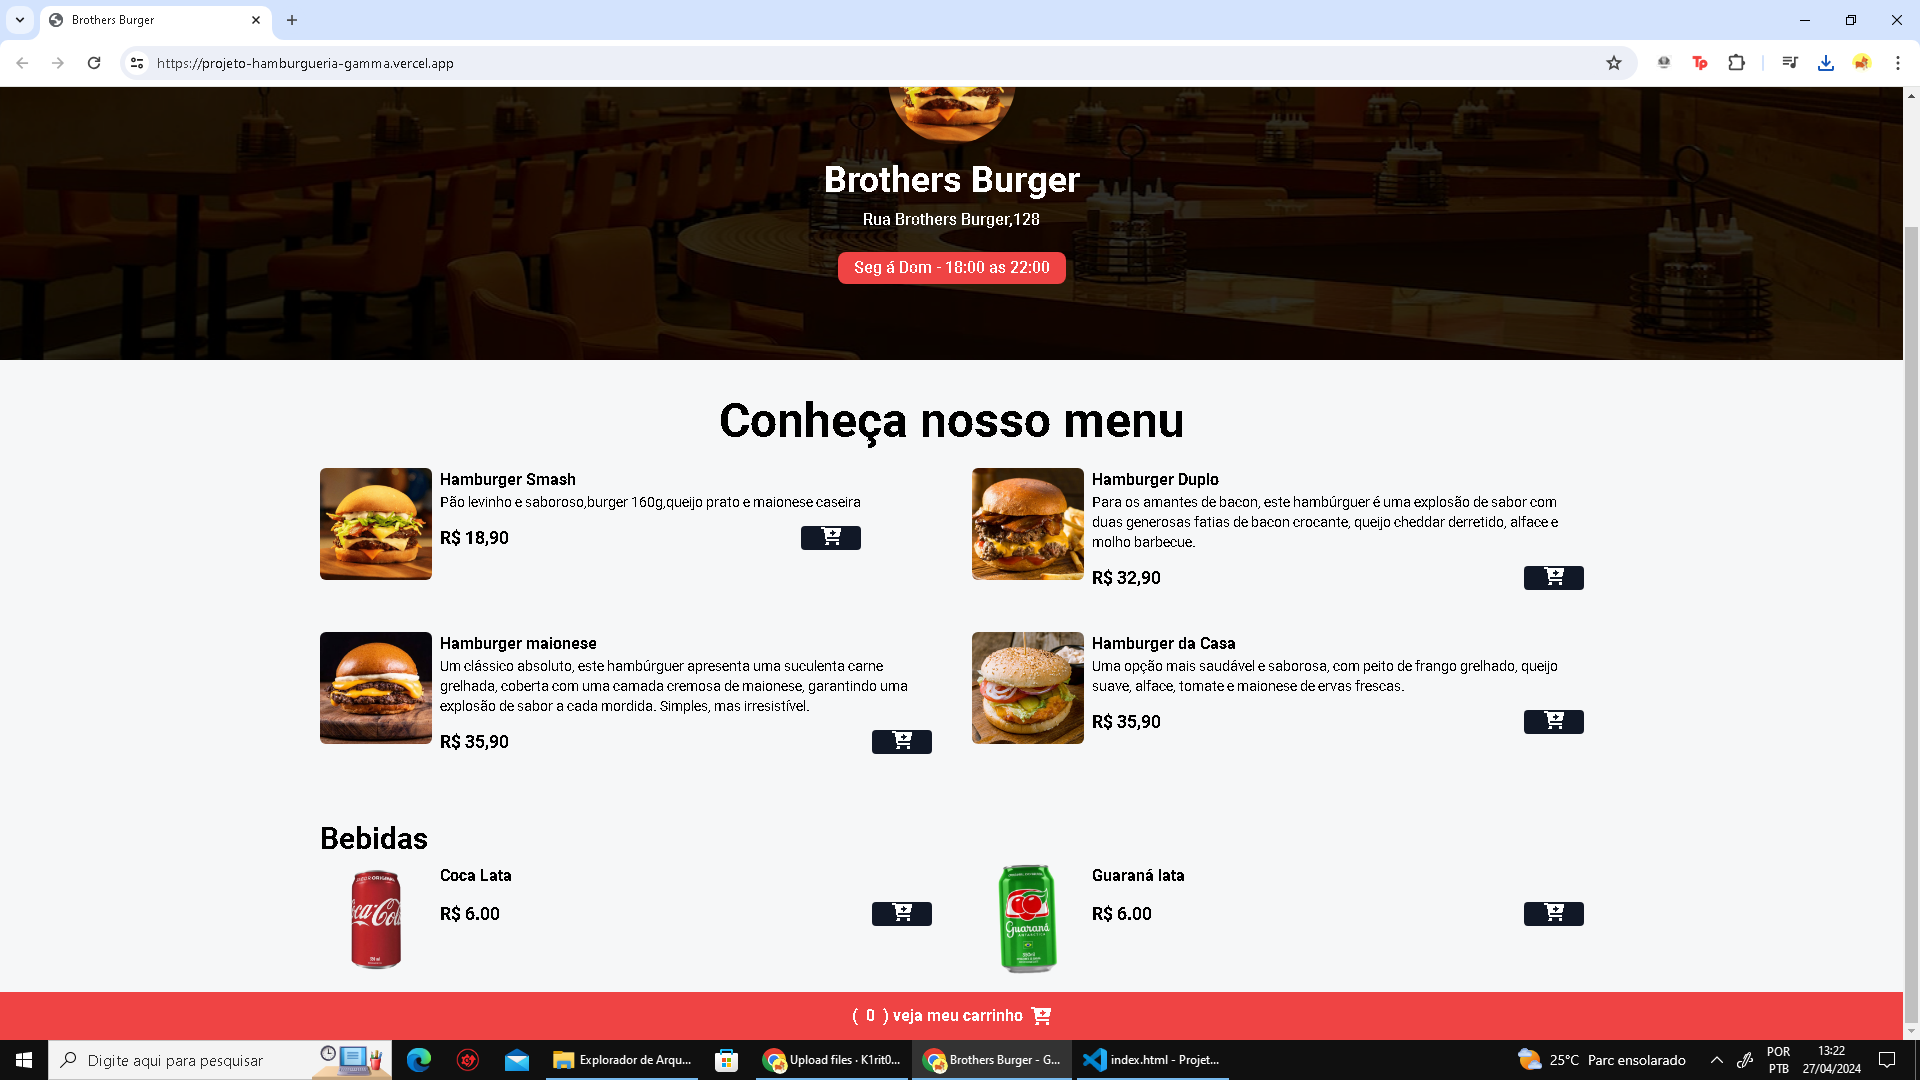 Brothers Burger
https://projeto-hamburgueria-gamma.vercel.app
Tp
Brothers Burger
Rua Brothers Burger,128
Seg á Dom - 18:00 as 22:00
Conheça nosso menu
Hamburger Smash
Pão levinho e saboroso,burger 160g,queijo prato e maionese caseira
R$ 18,90
Hamburger Duplo
Para os amantes de bacon, este hambúrguer é uma explosão de sabor com
duas generosas fatias de bacon crocante, queijo cheddar derretido, alface e
molho barbecue.
R$ 32,90
Hamburger maionese
Um clássico absoluto, este hambúrguer apresenta uma suculenta carne
grelhada, coberta com uma camada cremosa de maionese, garantindo uma
explosão de sabor a cada mordida. Simples, mas irresistível.
R$ 35,90
Hamburger da Casa
Uma opção mais saudável e saborosa, com peito de frango grelhado, queijo
suave, alface, tomate e maionese de ervas frescas.
R$ 35,90
Bebidas
Coca Lata
R$ 6.00
Guaraná lata
R$ 6.00
Guaraná
( 0 ) veja meu carrinho
Digite aqui para pesquisar
Explorador de Arqu...
Upload files · K1rit0...
Brothers Burger - G...
index.html - Projet...
25°C Parc ensolarado
POR
PTB
13:22
27/04/2024